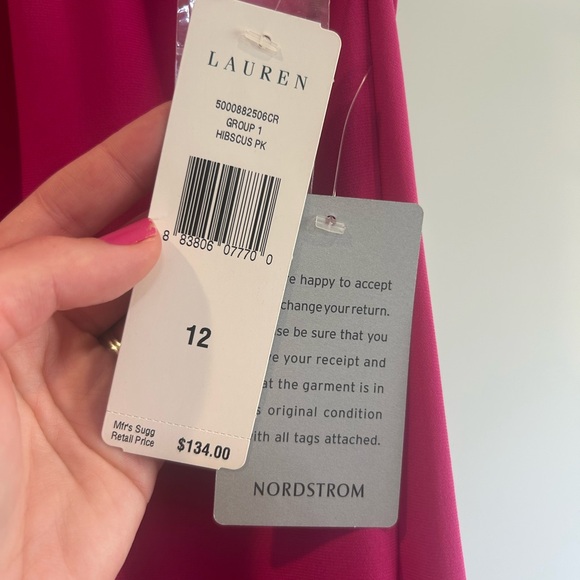 LAUREN
5000882506CR
GROUP 1
HIBSCUS PK
8 83806 07770 0
12
Mfr's Sugg
Retail Price $134.00
happy to accept
change your return.
be sure that you
your receipt and
the garment is in
original condition
with all tags attached.
NORDSTROM